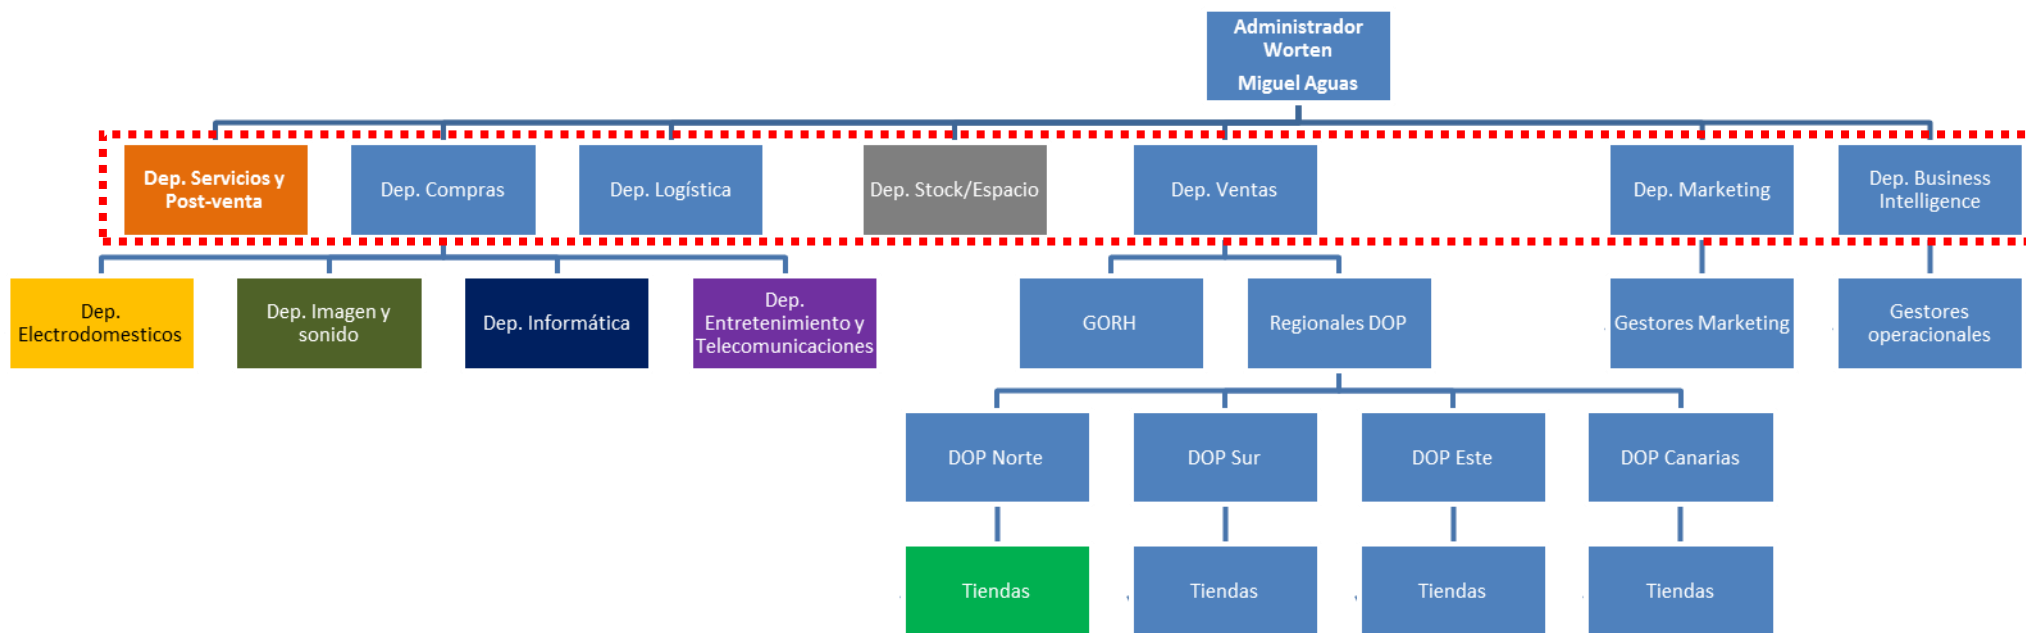 Administrador
Worten
Miguel Aguas
Dep. Servicios y
Post-venta
Dep. Compras
Dep. Logística
Dep. Stock/Espacio
Dep. Ventas
Dep. Marketing
Dep. Business
Intelligence
Dep.
Electrodomesticos
Dep. Imagen y
sonido
Dep. Informática
Dep.
Entretenimiento y
Telecomunicaciones
GORH
Regionales DOP
Gestores Marketing
Gestores
operacionales
DOP Norte
DOP Sur
DOP Este
DOP Canarias
Tiendas
Tiendas
Tiendas
Tiendas